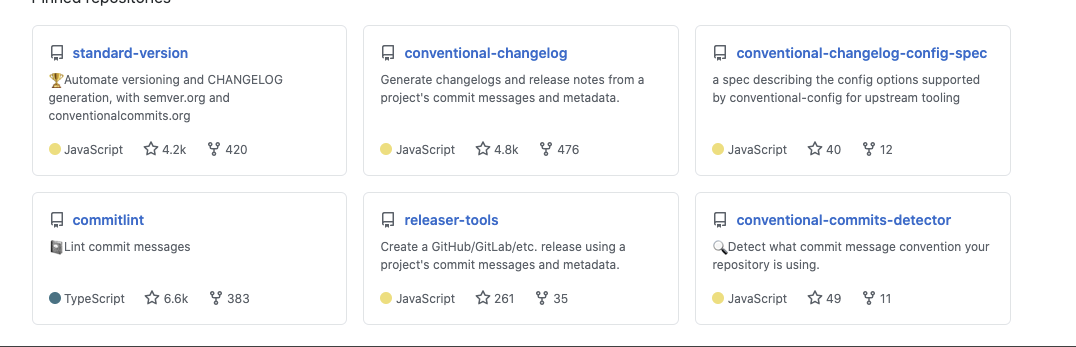 Pinned repositories
standard-version
🏆Automate versioning and CHANGELOG
generation, with semver.org and
conventionalcommits.org
JavaScript 4.2k 420
conventional-changelog
Generate changelogs and release notes from a
project's commit messages and metadata.
JavaScript 4.8k 476
conventional-changelog-config-spec
a spec describing the config options supported
by conventional-config for upstream tooling
JavaScript 40 12
commitlint
📓Lint commit messages
TypeScript 6.6k 383
releaser-tools
Create a GitHub/GitLab/etc. release using a
project's commit messages and metadata.
JavaScript 261 35
conventional-commits-detector
🔍Detect what commit message convention your
repository is using.
JavaScript 49 11